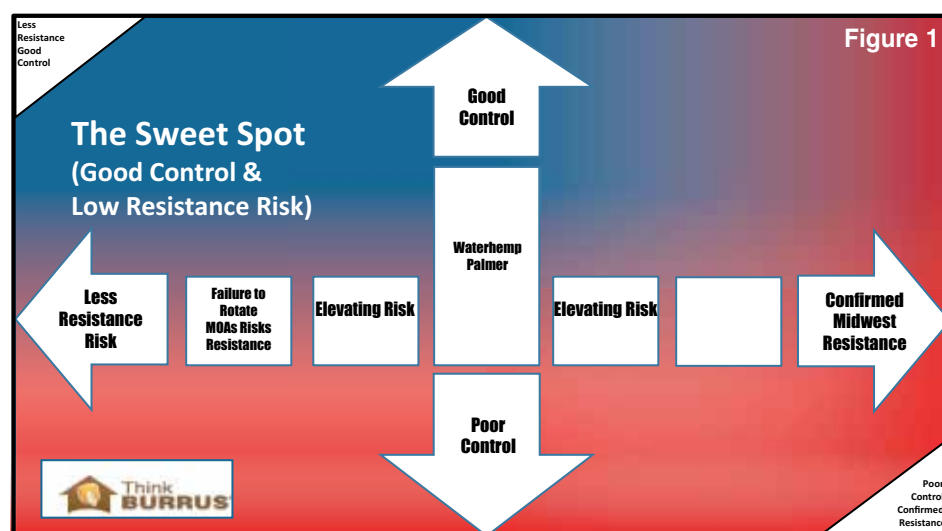 Less
Resistance
Good
Control
Figure 1
Good
Control
The Sweet Spot
(Good Control &
Low Resistance Risk)
Waterhemp
Palmer
Less
Resistance
Risk
Failure to
Rotate
MOAs Risks
Resistance
Elevating Risk
Elevating Risk
Confirmed
Midwest
Resistance
Poor
Control
Think
BURRUS
Poor
Control
Confirmed
Resistance